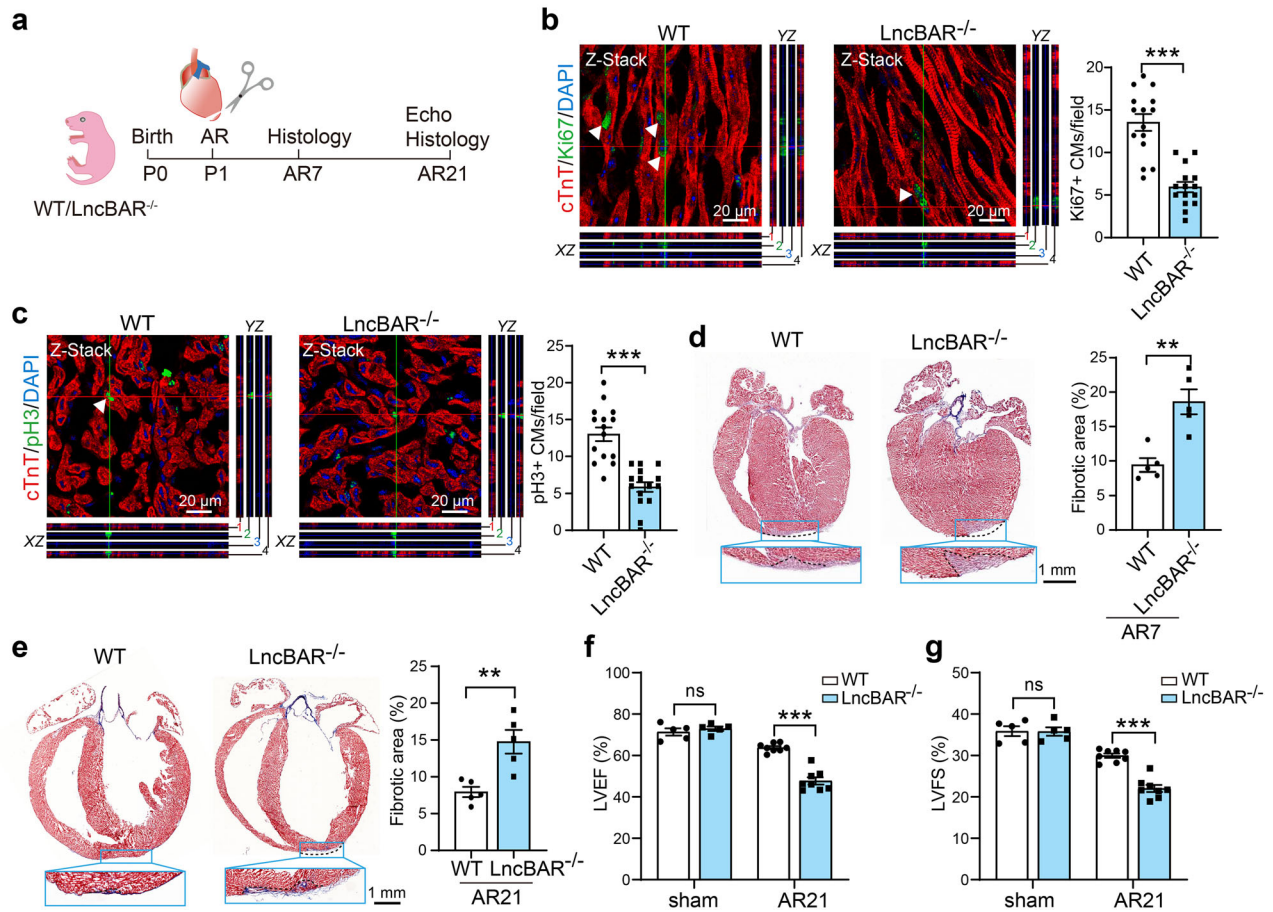 a
Birth
AR
Histology
Echo
Histology
P0
P1
AR7
AR21
WT/LncBAR-/-
b
WT
YZ
LncBAR-/-
YZ
Z-Stack
Z-Stack
cTnT/Ki67/DAPI
20 μm
20 μm
XZ
1
2
3
4
XZ
1
2
3
4
***
Ki67+ CMs/field
20
15
10
5
0
WT
LncBAR-/-
c
WT
YZ
LncBAR-/-
YZ
Z-Stack
Z-Stack
cTnT/pH3/DAPI
20 μm
20 μm
XZ
1
2
3
4
XZ
1
2
3
4
***
pH3+ CMs/field
25
20
15
10
5
0
WT
LncBAR-/-
d
WT
LncBAR-/-
1 mm
**
Fibrotic area (%)
25
20
15
10
5
0
WT
LncBAR-/-
AR7
e
WT
LncBAR-/-
1 mm
**
Fibrotic area (%)
25
20
15
10
5
0
WT LncBAR-/-
AR21
f
WT
LncBAR-/-
ns
***
LVEF (%)
100
80
60
40
20
0
sham
AR21
g
WT
LncBAR-/-
ns
***
LVFS (%)
50
40
30
20
10
0
sham
AR21